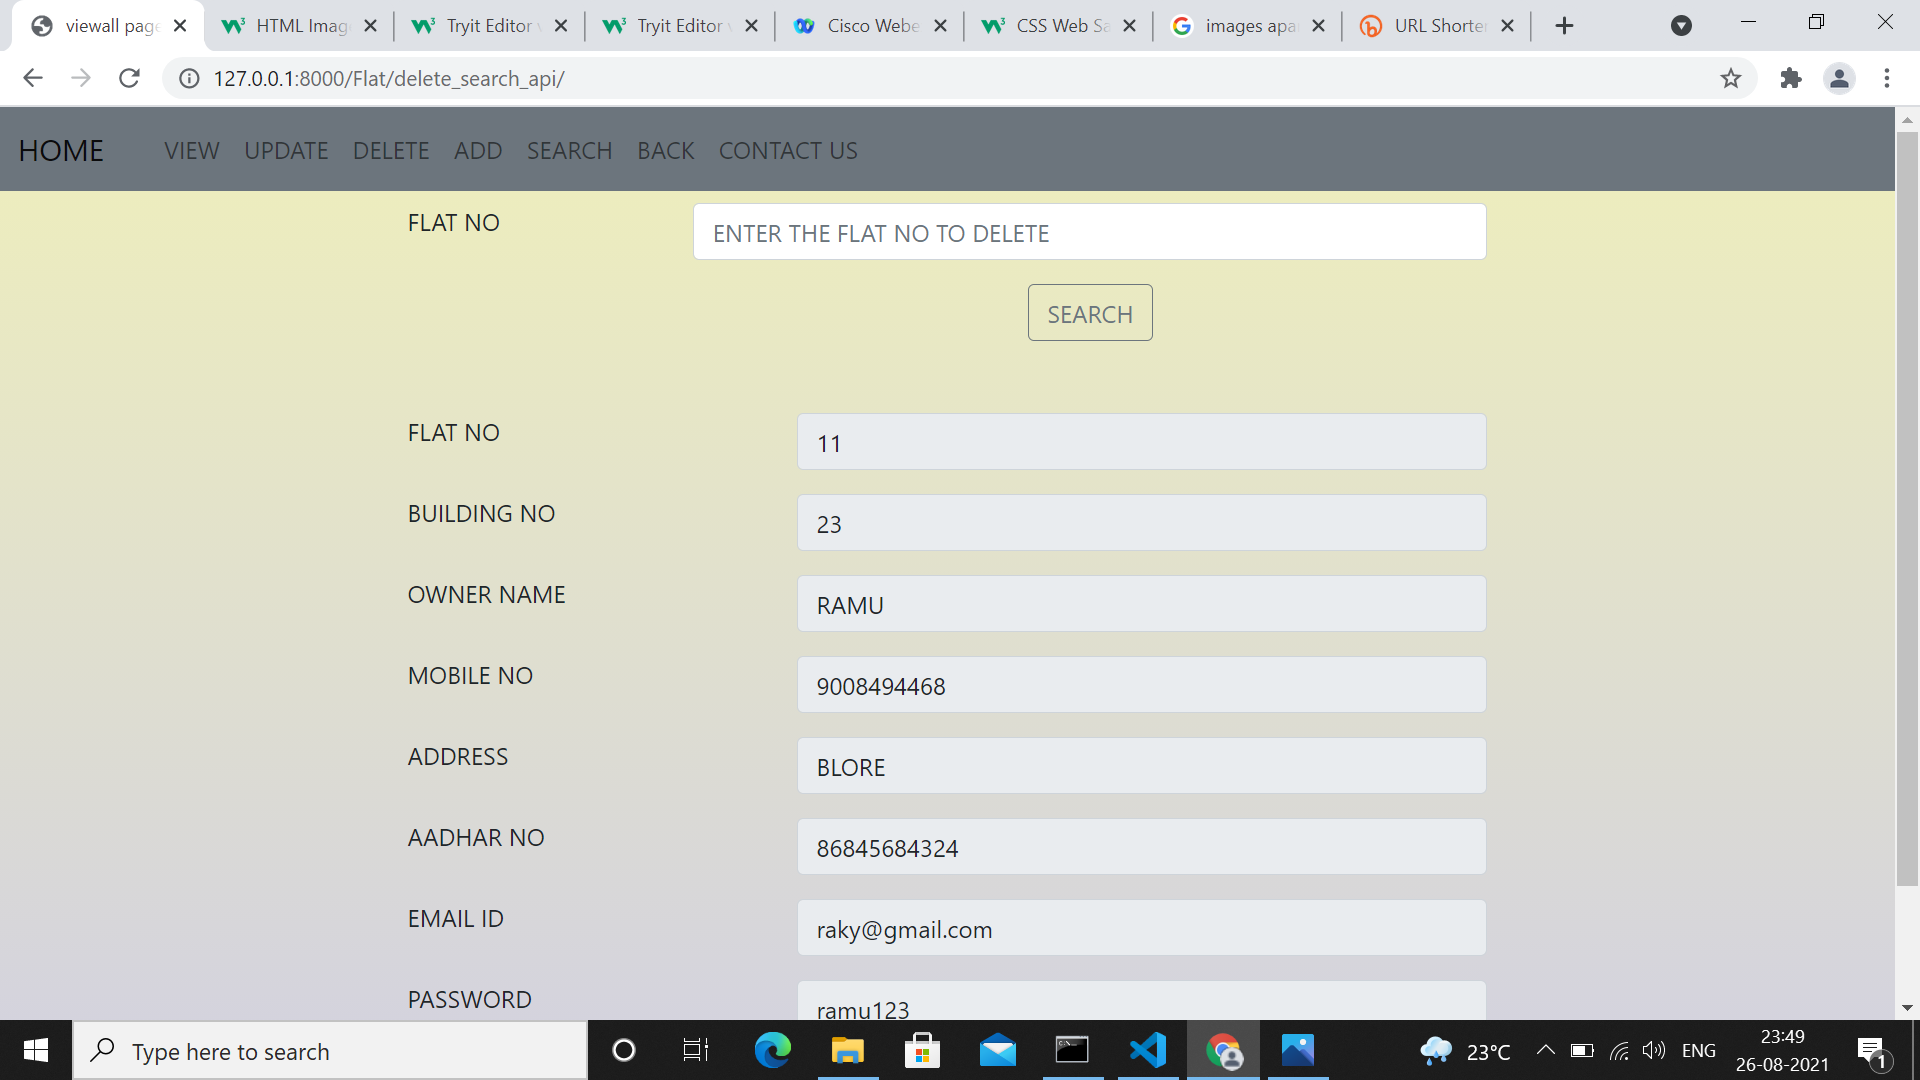 viewall page
HTML Imag
Tryit Editor v
Tryit Editor v
Cisco Webe
CSS Web Sa
images apa
URL Shorter
127.0.0.1:8000/Flat/delete_search_api/
HOME VIEW UPDATE DELETE ADD SEARCH BACK CONTACT US
FLAT NO ENTER THE FLAT NO TO DELETE
SEARCH
FLAT NO 11
BUILDING NO 23
OWNER NAME RAMU
MOBILE NO 9008494468
ADDRESS BLORE
AADHAR NO 86845684324
EMAIL ID raky@gmail.com
PASSWORD ramu123
Type here to search
23°C
ENG
23:49
26-08-2021
1